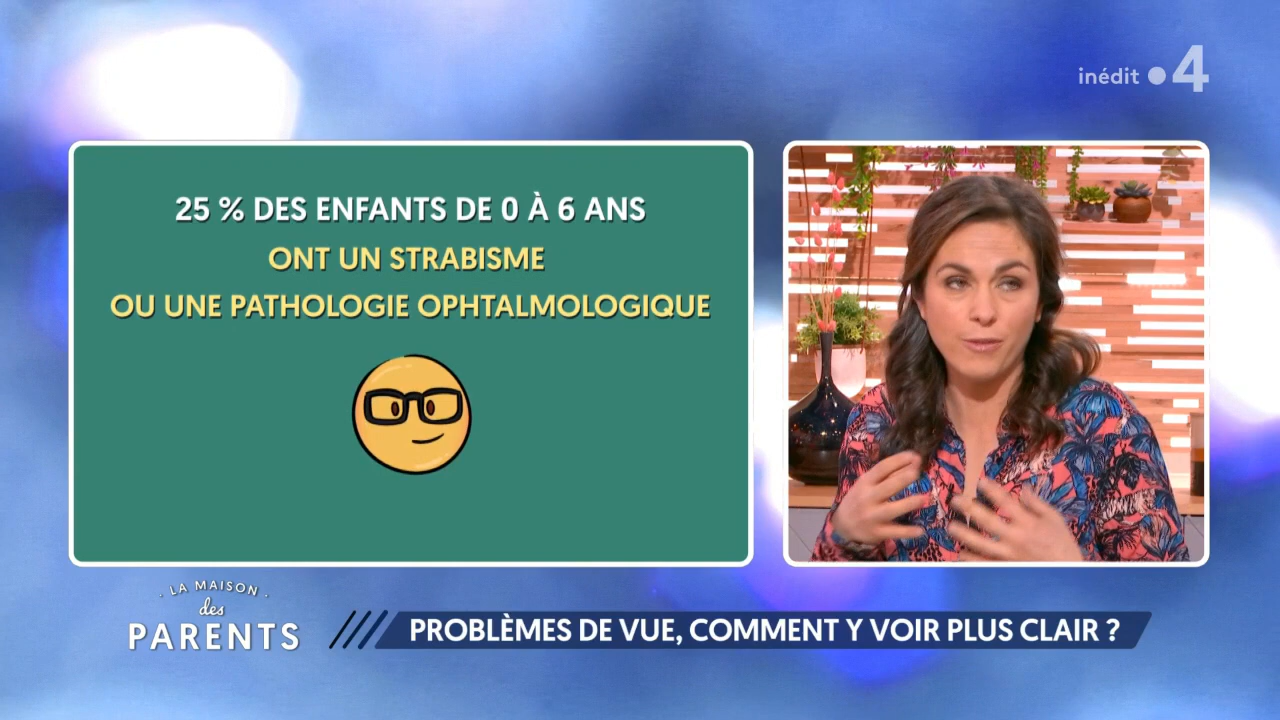 inédit 4
25 % DES ENFANTS DE 0 À 6 ANS
ONT UN STRABISME
OU UNE PATHOLOGIE OPHTALMOLOGIQUE
· LA MAISON ·
des
PARENTS
PROBLÈMES DE VUE, COMMENT Y VOIR PLUS CLAIR ?